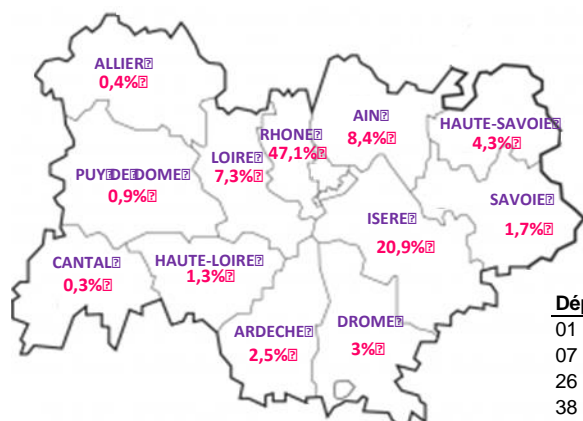 ALLIER
0,4%
AIN
8,4%
HAUTE-SAVOIE
4,3%
RHONE
47,1%
LOIRE
7,3%
PUY DE DOME
0,9%
SAVOIE
1,7%
ISERE
20,9%
CANTAL
0,3%
HAUTE-LOIRE
1,3%
ARDECHE
2,5%
DROME
3%
Dép
01
07
26
38